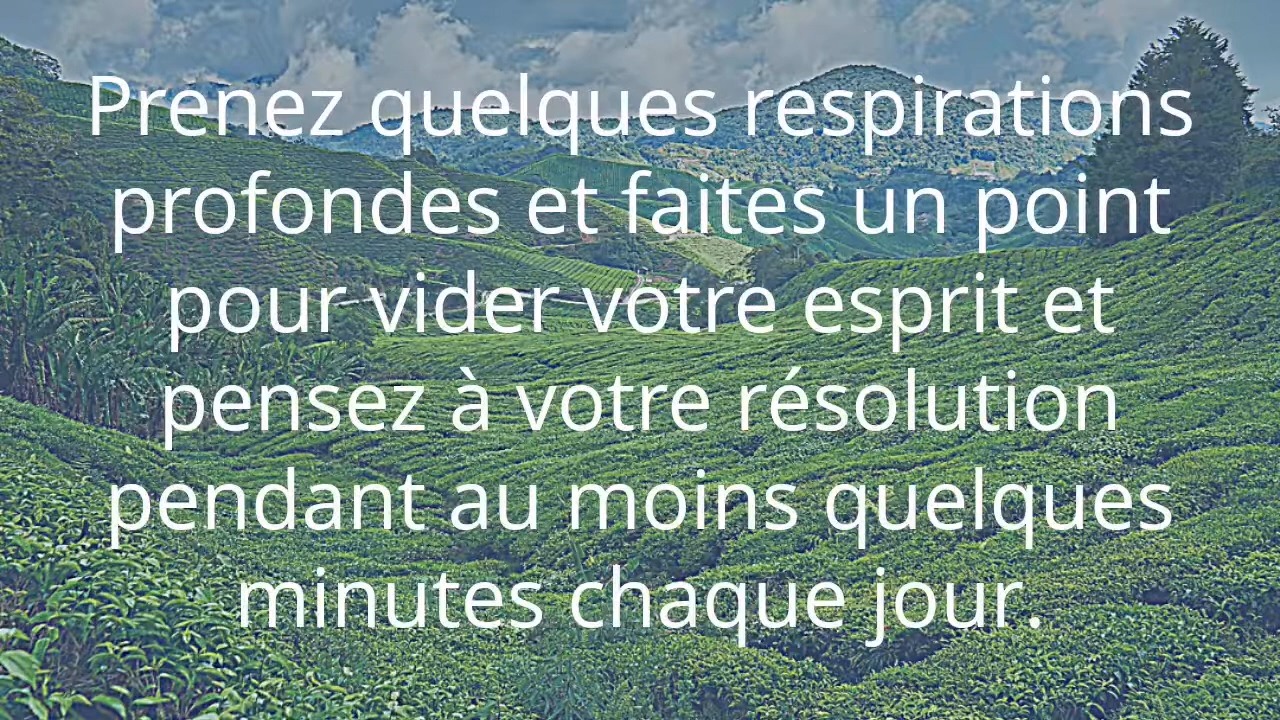 Prenez quelques respirations
profondes et faites un point
pour vider votre esprit et
pensez à votre résolution
pendant au moins quelques
minutes chaque jour.